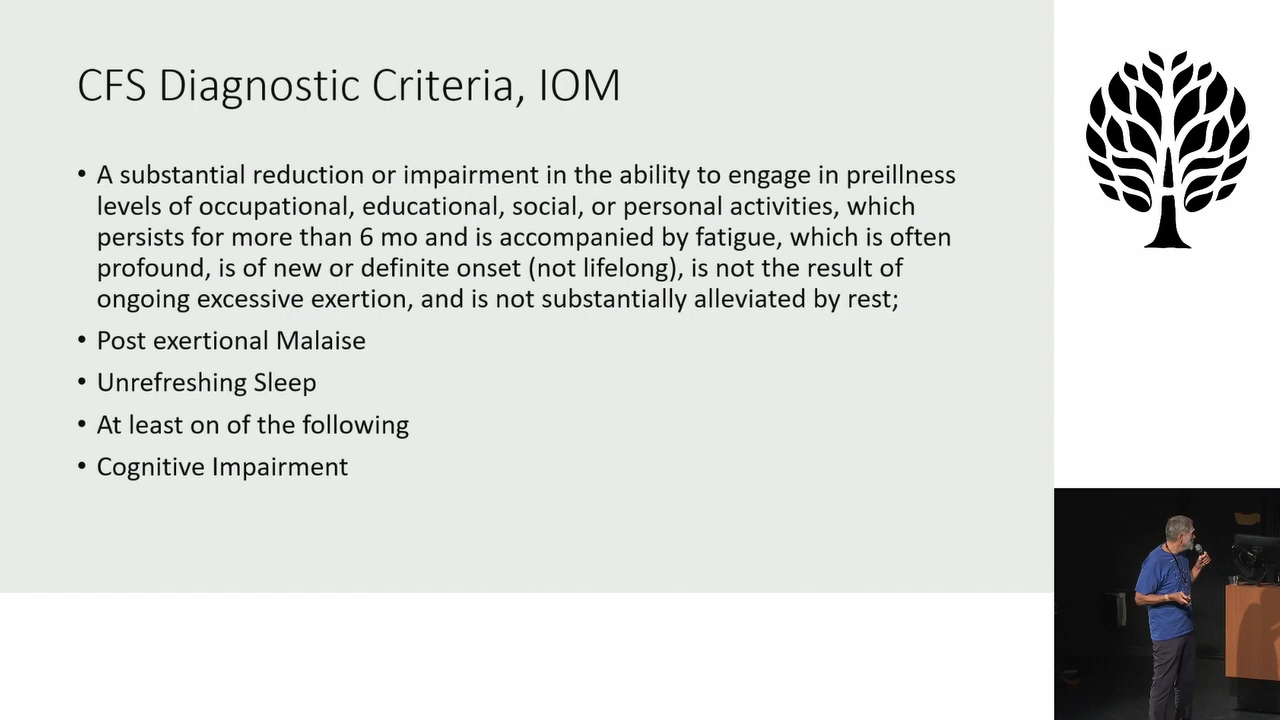 CFS Diagnostic Criteria, IOM
• A substantial reduction or impairment in the ability to engage in preillness
levels of occupational, educational, social, or personal activities, which
persists for more than 6 mo and is accompanied by fatigue, which is often
profound, is of new or definite onset (not lifelong), is not the result of
ongoing excessive exertion, and is not substantially alleviated by rest;
• Post exertional Malaise
• Unrefreshing Sleep
• At least on of the following
• Cognitive Impairment